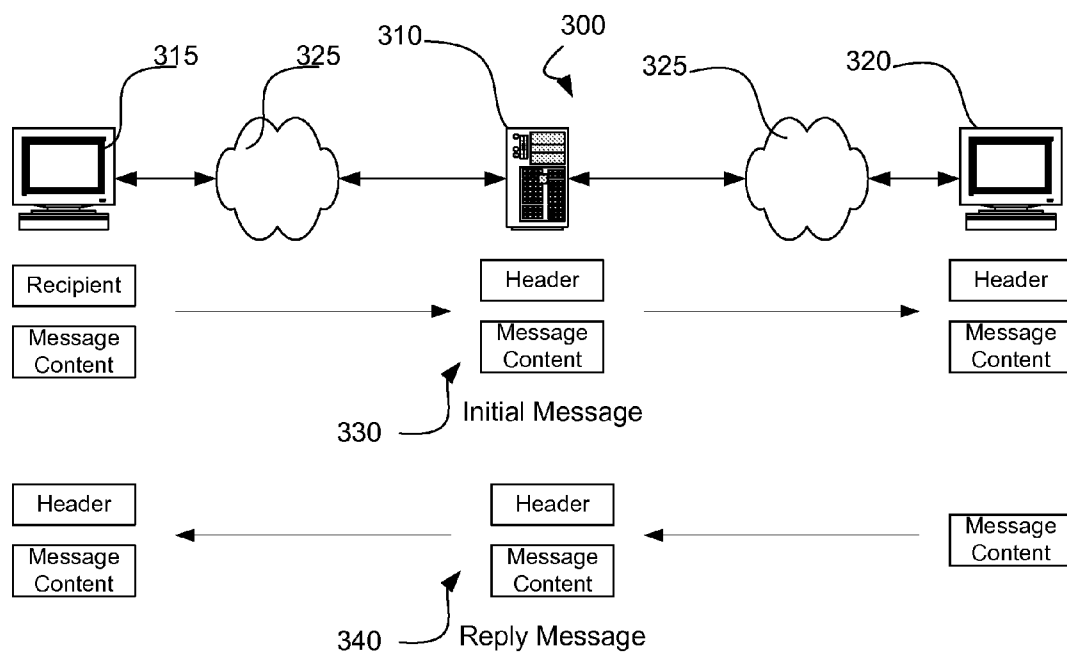 300
315
325
310
325
320
Recipient
Header
Header
Message
Content
Message
Content
Message
Content
330
Initial Message
Header
Header
Message
Content
Message
Content
Message
Content
340
Reply Message